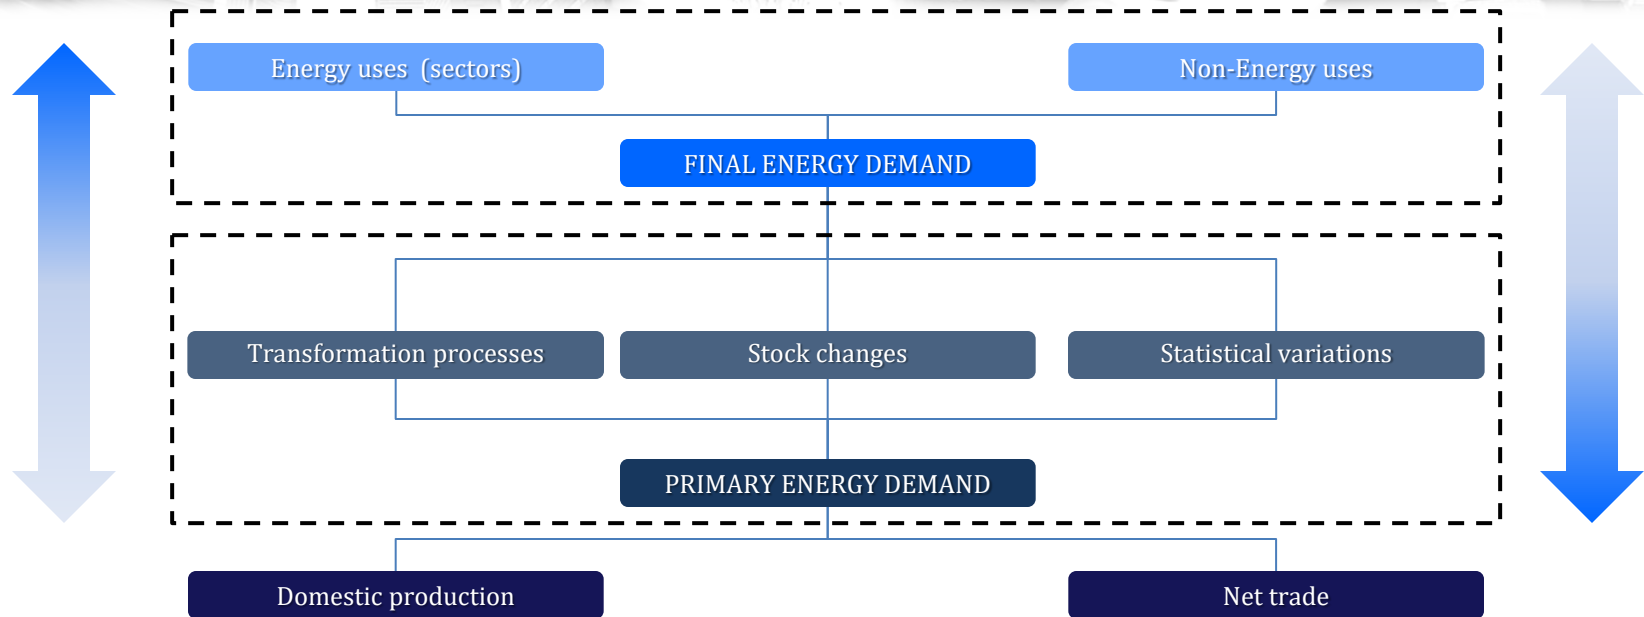 Energy uses (sectors)
Non-Energy uses
FINAL ENERGY DEMAND
Transformation processes
Stock changes
Statistical variations
PRIMARY ENERGY DEMAND
Domestic production
Net trade